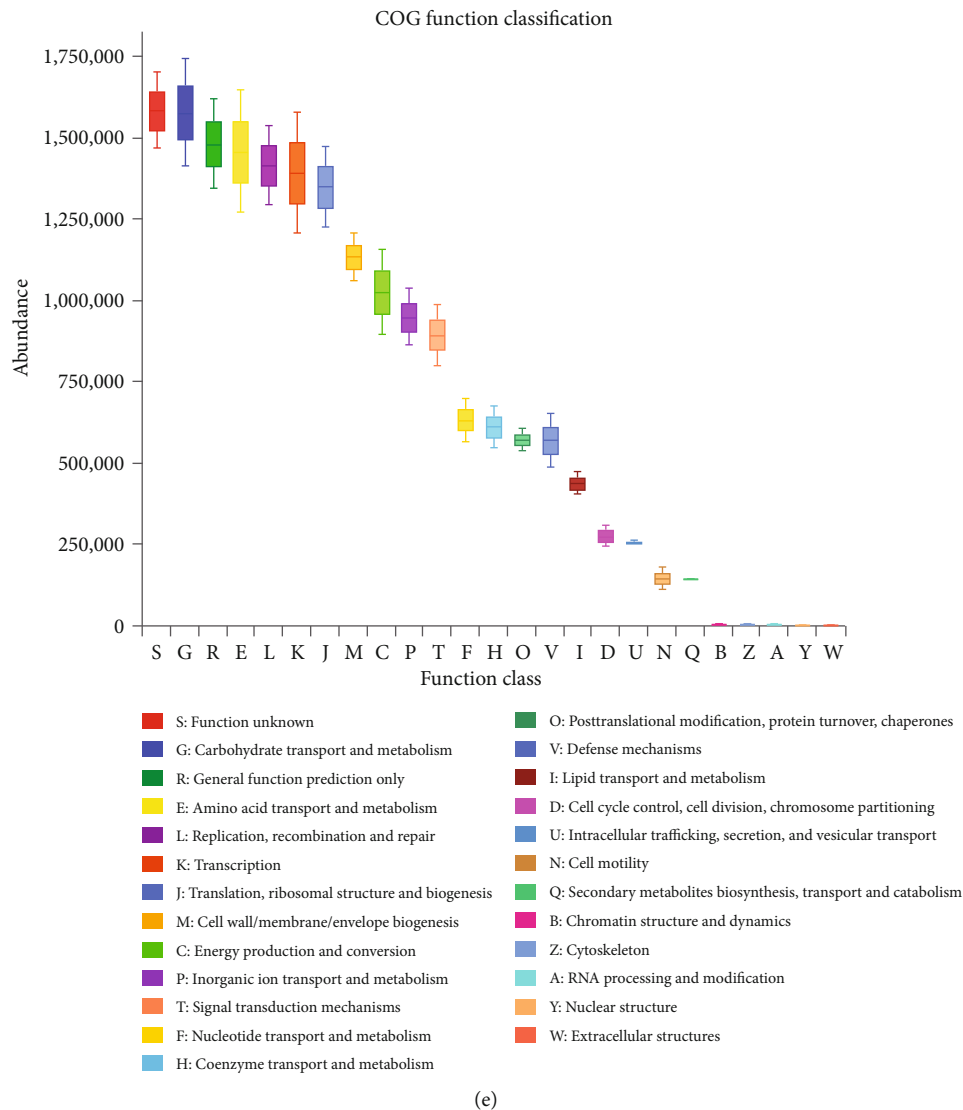 COG function classification
1,750,000
1,500,000
1,250,000
1,000,000
750,000
500,000
250,000
0
Abundance
S G R E L K J M C P T F H O V I D U N Q B Z A Y W
Function class
S: Function unknown
G: Carbohydrate transport and metabolism
R: General function prediction only
E: Amino acid transport and metabolism
L: Replication, recombination and repair
K: Transcription
J: Translation, ribosomal structure and biogenesis
M: Cell wall/membrane/envelope biogenesis
C: Energy production and conversion
P: Inorganic ion transport and metabolism
T: Signal transduction mechanisms
F: Nucleotide transport and metabolism
H: Coenzyme transport and metabolism
O: Posttranslational modification, protein turnover, chaperones
V: Defense mechanisms
I: Lipid transport and metabolism
D: Cell cycle control, cell division, chromosome partitioning
U: Intracellular trafficking, secretion, and vesicular transport
N: Cell motility
Q: Secondary metabolites biosynthesis, transport and catabolism
B: Chromatin structure and dynamics
Z: Cytoskeleton
A: RNA processing and modification
Y: Nuclear structure
W: Extracellular structures
(e)